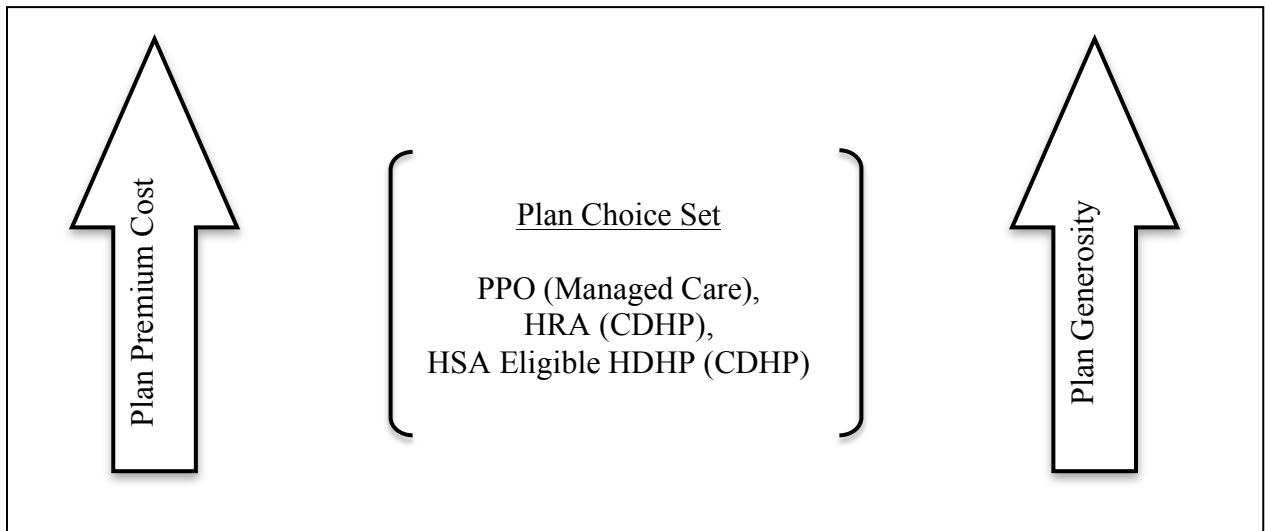 Plan Premium Cost
Plan Choice Set
PPO (Managed Care),
HRA (CDHP),
HSA Eligible HDHP (CDHP)
Plan Generosity